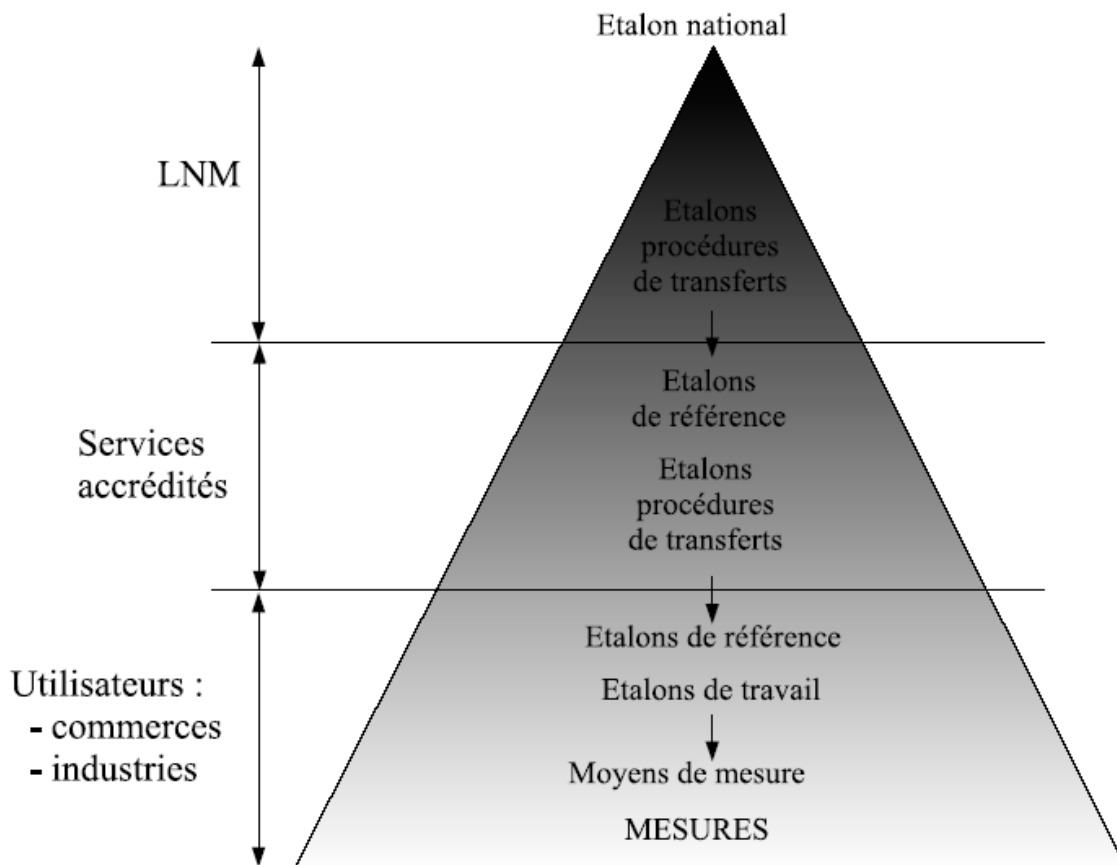 Etalon national
LNM
Etalons
procédures
de transferts
Etalons
de référence
Services
accrédités
Etalons
procédures
de transferts
Etalons de référence
Utilisateurs :
- commerces
- industries
Etalons de travail
Moyens de mesure
MESURES